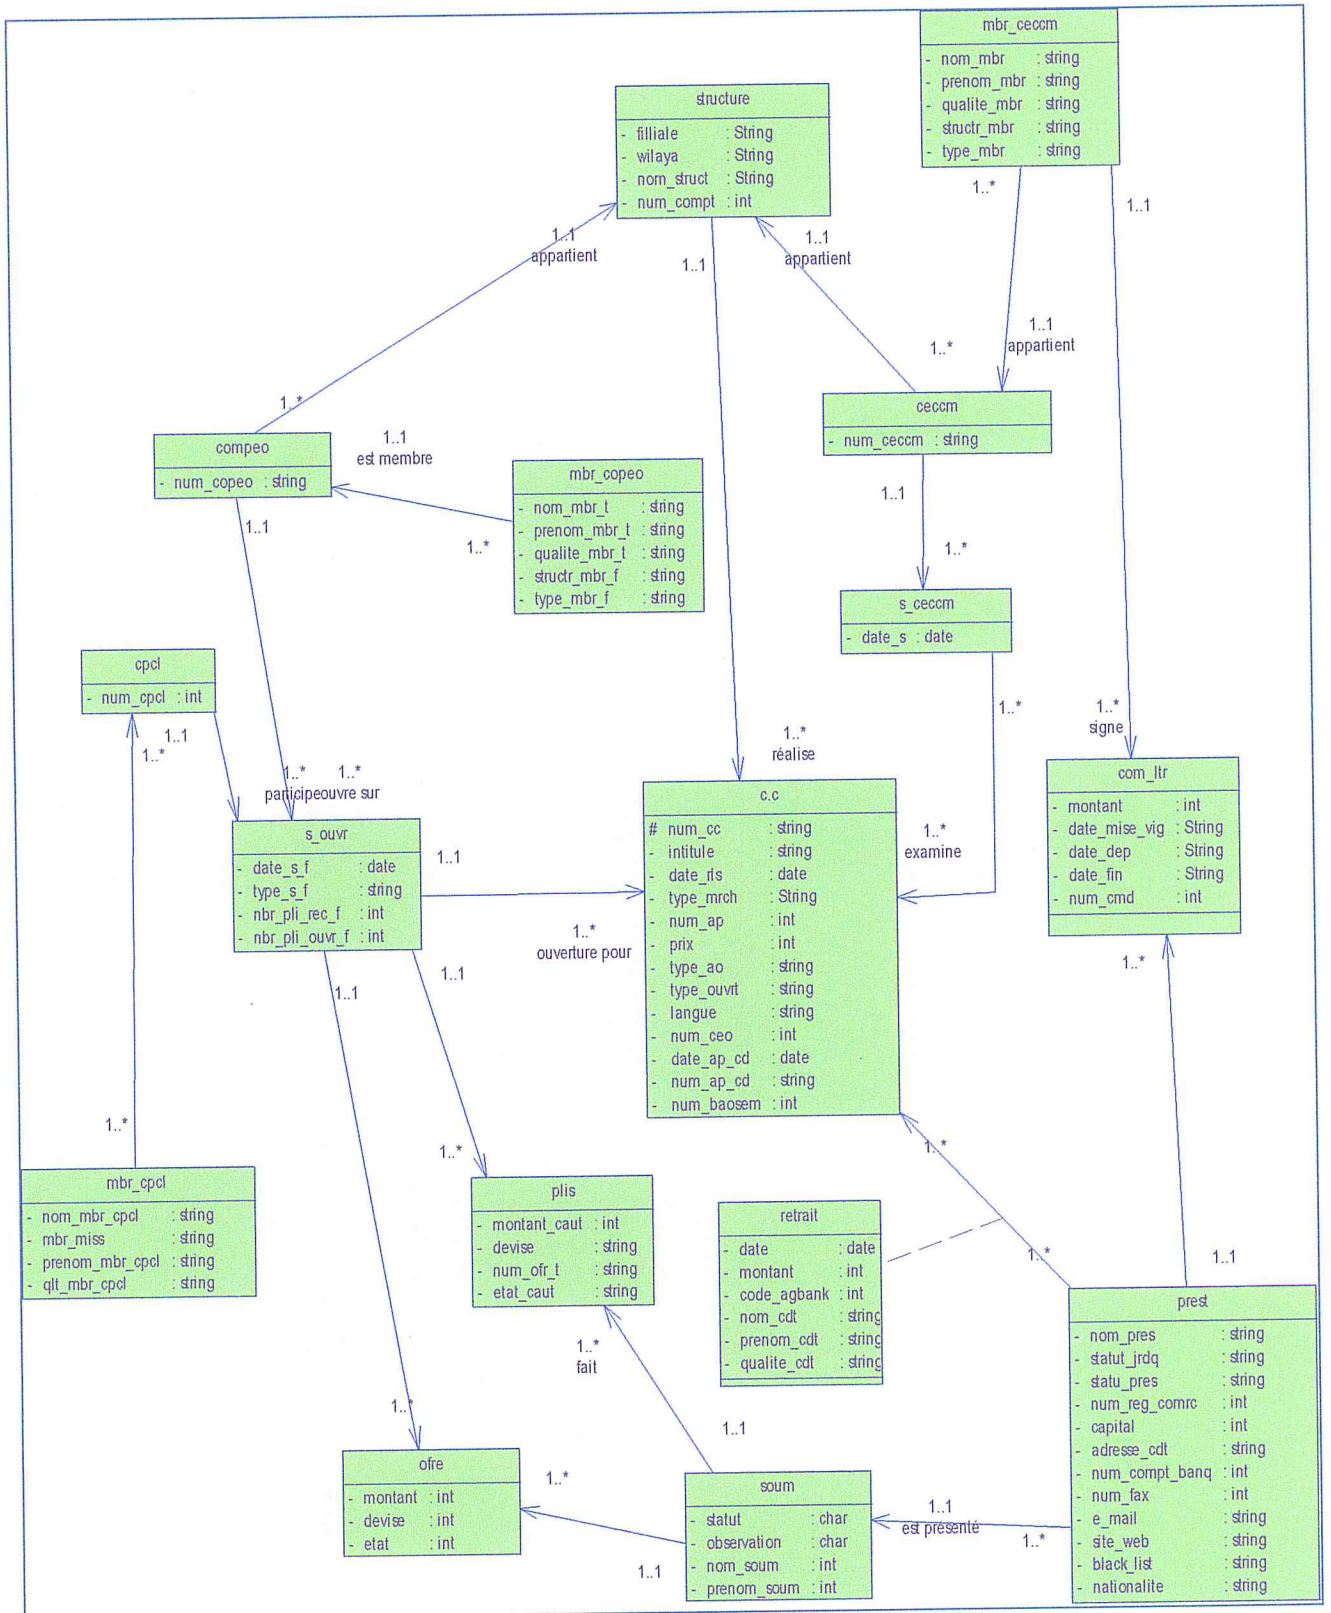 mbr_ceccm
- nom_mbr : string
- prenom_mbr : string
- qualite_mbr : string
- structr_mbr : string
- type_mbr : string
structure
- filliale : String
- wilaya : String
- nom_struct : String
- num_compt : int
1..*
1..1
1..1
appartient
1..1
1..1
appartient
1..1
appartient
1..*
1..*
ceccm
- num_ceccm : string
compeo
- num_copeo : string
1..1
est membre
mbr_copeo
- nom_mbr_t : string
- prenom_mbr_t : string
- qualite_mbr_t : string
- structr_mbr_f : string
- type_mbr_f : string
1..1
1..*
1..1
1..*
s_ceccm
- date_s : date
cpcl
- num_cpcl : int
1..1
1..*
1..*
1..*
signe
1..*
réalise
1..* 1..*
participeouvre sur
com_ltr
- montant : int
- date_mise_vig : String
- date_dep : String
- date_fin : String
- num_cmd : int
c.c
# num_cc : string
- intitule : string
- date_rls : date
- type_mrch : String
- num_ap : int
- prix : int
- type_ao : string
- type_ouvrt : string
- langue : string
- num_ceo : int
- date_ap_cd : date
- num_ap_cd : string
- num_baosem : int
s_ouvr
- date_s_f : date
- type_s_f : string
- nbr_pli_rec_f : int
- nbr_pli_ouvr_f : int
1..1
1..*
examine
1..*
ouverture pour
1..1
1..1
1..*
1..*
1..*
1..*
mbr_cpcl
- nom_mbr_cpcl : string
- mbr_miss : string
- prenom_mbr_cpcl : string
- qlt_mbr_cpcl : string
plis
- montant_caut : int
- devise : string
- num_ofr_t : string
- etat_caut : string
retrait
- date : date
- montant : int
- code_agbank : int
- nom_cdt : string
- prenom_cdt : string
- qualite_cdt : string
1..*
1..1
prest
- nom_pres : string
- statut_jrdq : string
- statu_pres : string
- num_reg_comrc : int
- capital : int
- adresse_cdt : string
- num_compt_banq : int
- num_fax : int
- e_mail : string
- site_web : string
- black_list : string
- nationalite : string
1..*
fait
1..*
1..1
ofre
- montant : int
- devise : int
- etat : int
1..*
1..1
soum
- statut : char
- observation : char
- nom_soum : int
- prenom_soum : int
1..1
est présenté
1..*